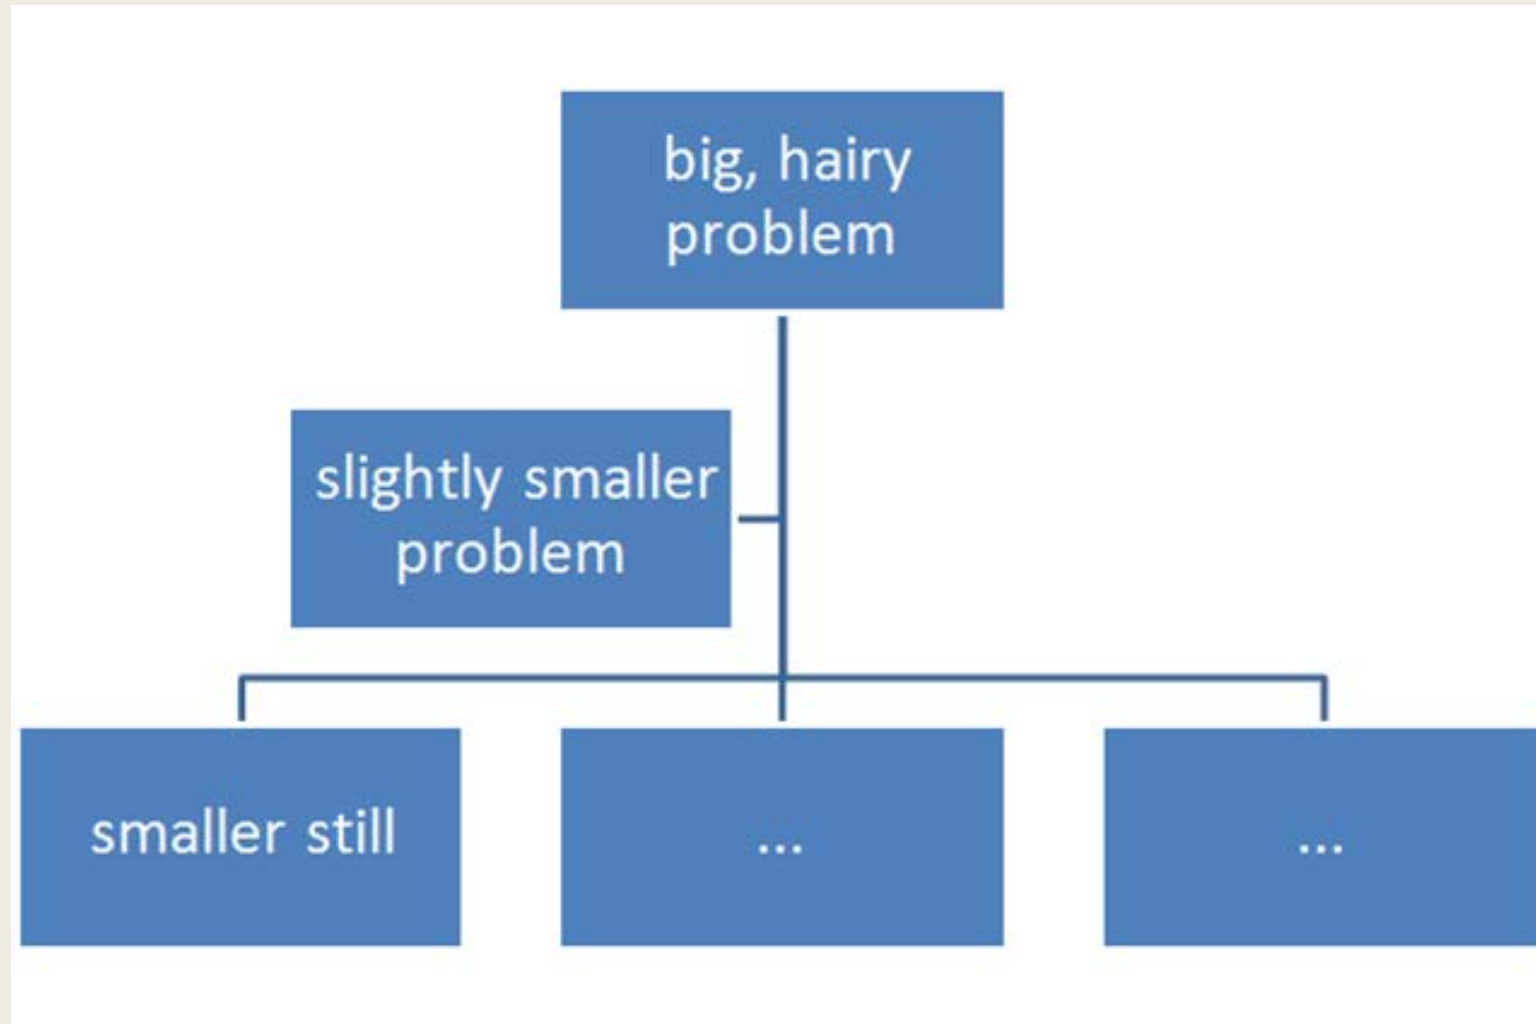 big, hairy
problem
slightly smaller
problem
smaller still
...
...